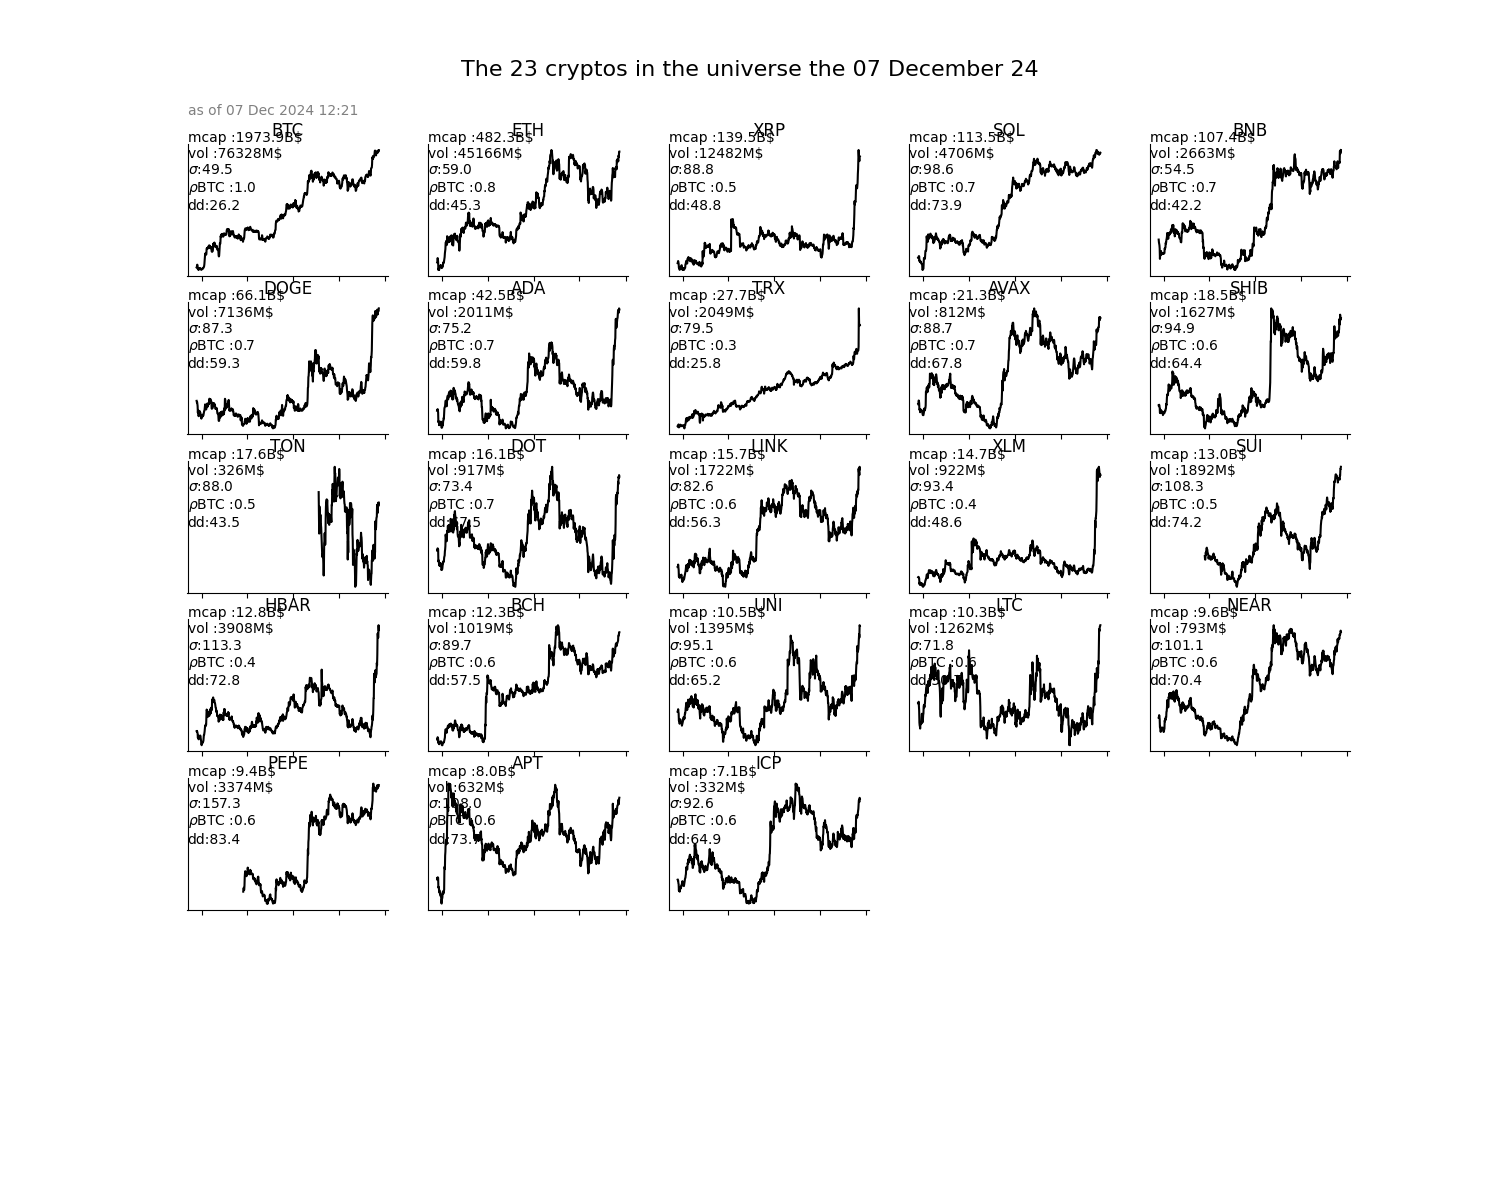 The 23 cryptos in the universe the 07 December 24
as of 07 Dec 2024 12:21
BTC
mcap :1973.9B$
vol :76328M$
σ:49.5
ρBTC :1.0
dd:26.2
ETH
mcap :482.3B$
vol :45166M$
σ:59.0
ρBTC :0.8
dd:45.3
XRP
mcap :139.5B$
vol :12482M$
σ:88.8
ρBTC :0.5
dd:48.8
SOL
mcap :113.5B$
vol :4706M$
σ:98.6
ρBTC :0.7
dd:73.9
BNB
mcap :107.4B$
vol :2663M$
σ:54.5
ρBTC :0.7
dd:42.2
DOGE
mcap :66.1B$
vol :7136M$
σ:87.3
ρBTC :0.7
dd:59.3
ADA
mcap :42.5B$
vol :2011M$
σ:75.2
ρBTC :0.7
dd:59.8
TRX
mcap :27.7B$
vol :2049M$
σ:79.5
ρBTC :0.3
dd:25.8
AVAX
mcap :21.3B$
vol :812M$
σ:88.7
ρBTC :0.7
dd:67.8
SHIB
mcap :18.5B$
vol :1627M$
σ:94.9
ρBTC :0.6
dd:64.4
TON
mcap :17.6B$
vol :326M$
σ:88.0
ρBTC :0.5
dd:43.5
DOT
mcap :16.1B$
vol :917M$
σ:73.4
ρBTC :0.7
LINK
mcap :15.7B$
vol :1722M$
σ:82.6
ρBTC :0.6
dd:56.3
XLM
mcap :14.7B$
vol :922M$
σ:93.4
ρBTC :0.4
dd:48.6
SUI
mcap :13.0B$
vol :1892M$
σ:108.3
ρBTC :0.5
dd:74.2
HBAR
mcap :12.8B$
vol :3908M$
σ:113.3
ρBTC :0.4
dd:72.8
BCH
mcap :12.3B$
vol :1019M$
σ:89.7
ρBTC :0.6
dd:57.5
UNI
mcap :10.5B$
vol :1395M$
σ:95.1
ρBTC :0.6
dd:65.2
LTC
mcap :10.3B$
vol :1262M$
σ:71.8
ρBTC :0.6
NEAR
mcap :9.6B$
vol :793M$
σ:101.1
ρBTC :0.6
dd:70.4
PEPE
mcap :9.4B$
vol :3374M$
σ:157.3
ρBTC :0.6
dd:83.4
APT
mcap :8.0B$
vol :632M$
σ:108.0
ρBTC :0.6
ICP
mcap :7.1B$
vol :332M$
σ:92.6
ρBTC :0.6
dd:64.9